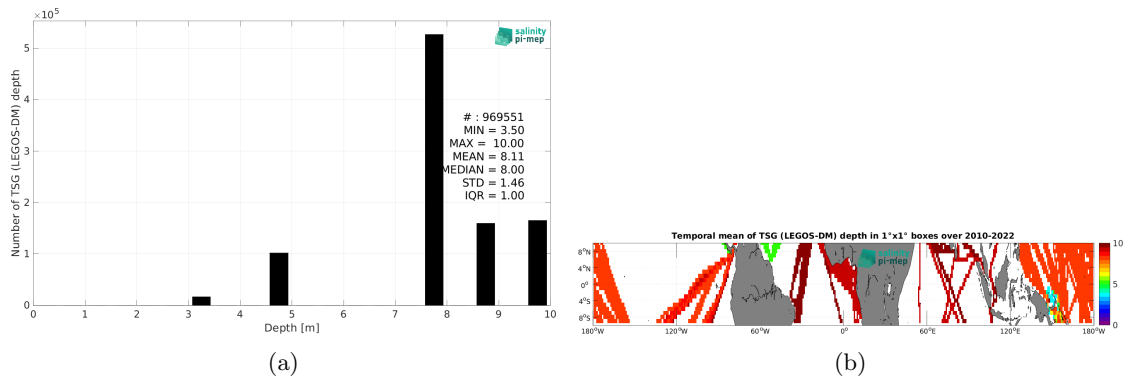 ×10⁵
salinity
pi-mep
Number of TSG (LEGOS-DM) depth
5
4
3
2
1
0
# : 969551
MIN = 3.50
MAX = 10.00
MEAN = 8.11
MEDIAN = 8.00
STD = 1.46
IQR = 1.00
0 1 2 3 4 5 6 7 8 9 10
Depth [m]
(a)
Temporal mean of TSG (LEGOS-DM) depth in 1°x1° boxes over 2010-2022
salinity
pi-mep
8°N
4°N
0°
4°S
8°S
180°W 120°W 60°W 0° 60°E 120°E 180°W
10
5
0
(b)